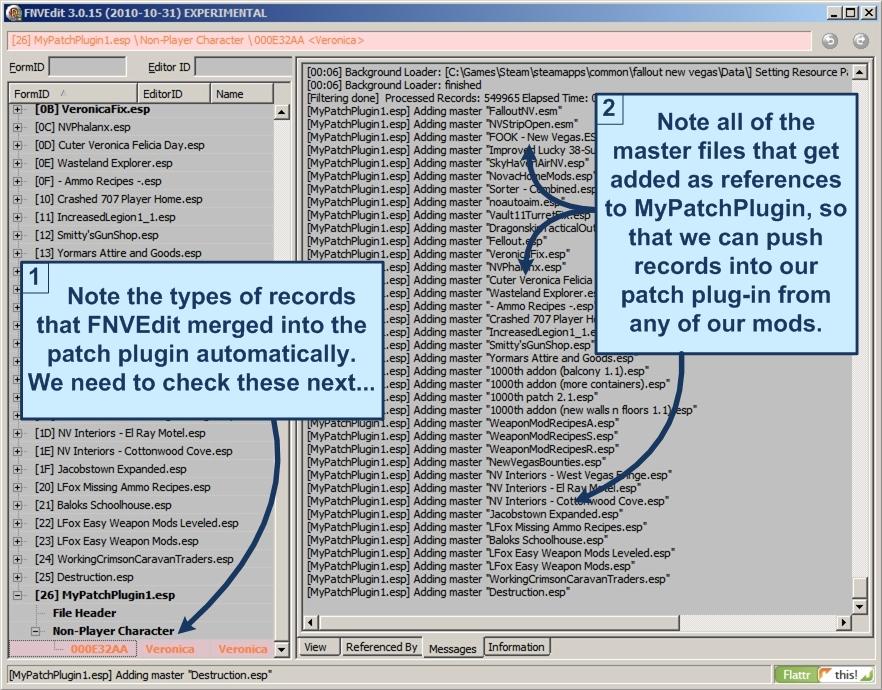 FNVEdit 3.0.15 (2010-10-31) EXPERIMENTAL
[26] MyPatchPlugin1.esp \ Non-Player Character \ 000E32AA <Veronica>
FormID
Editor ID
FormID
EditorID
Name
[0B] VeronicaFix.esp
[0C] NVPhalanx.esp
[0D] Cuter Veronica Felicia Day.esp
[0E] Wasteland Explorer.esp
[0F] - Ammo Recipes -.esp
[10] Crashed 707 Player Home.esp
[11] IncreasedLegion1_1.esp
[12] Smitty'sGunShop.esp
[13] Yormars Attire and Goods.esp
1
Note the types of records
that FNVEdit merged into the
patch plugin automatically.
We need to check these next...
[1D] NV Interiors - El Ray Motel.esp
[1E] NV Interiors - Cottonwood Cove.esp
[1F] Jacobstown Expanded.esp
[20] LFox Missing Ammo Recipes.esp
[21] Baloks Schoolhouse.esp
[22] LFox Easy Weapon Mods Leveled.esp
[23] LFox Easy Weapon Mods.esp
[24] WorkingCrimsonCaravanTraders.esp
[25] Destruction.esp
[26] MyPatchPlugin1.esp
File Header
Non-Player Character
000E32AA Veronica Veronica
[00:06] Background Loader: [C:\Games\Steam\steamapps\common\fallout new vegas\Data\] Setting Resource Pa
[00:06] Background Loader: finished
[Filtering done] Processed Records: 549965 Elapsed Time: 0
[MyPatchPlugin1.esp] Adding master "FalloutNV.esm"
[MyPatchPlugin1.esp] Adding master "NVStripOpen.esm"
[MyPatchPlugin1.esp] Adding master "FOOK - New Vegas.ES
[MyPatchPlugin1.esp] Adding master "Improved Lucky 38-Su
[MyPatchPlugin1.esp] Adding master "SkyHavenAirNV.esp"
[MyPatchPlugin1.esp] Adding master "NovacHomeMods.esp"
[MyPatchPlugin1.esp] Adding master "Sorter - Combined.esp
[MyPatchPlugin1.esp] Adding master "noautoaim.esp"
[MyPatchPlugin1.esp] Adding master "Vault11TurretFix.esp"
[MyPatchPlugin1.esp] Adding master "DragonskinTacticalOut
[MyPatchPlugin1.esp] Adding master "Fellout.esp"
[MyPatchPlugin1.esp] Adding master "VeronicaFix.esp"
[MyPatchPlugin1.esp] Adding master "NVPhalanx.esp"
[MyPatchPlugin1.esp] Adding master "Cuter Veronica Felicia
[MyPatchPlugin1.esp] Adding master "Wasteland Explorer.es
[MyPatchPlugin1.esp] Adding master "- Ammo Recipes -.esp"
[MyPatchPlugin1.esp] Adding master "Crashed 707 Player H
[MyPatchPlugin1.esp] Adding master "IncreasedLegion1_1.e
[MyPatchPlugin1.esp] Adding master "Smitty'sGunShop.esp"
[MyPatchPlugin1.esp] Adding master "Yormars Attire and Goods.esp"
[MyPatchPlugin1.esp] Adding master "1000th addon (balcony 1.1).esp"
[MyPatchPlugin1.esp] Adding master "1000th addon (more containers).esp"
[MyPatchPlugin1.esp] Adding master "1000th patch 2.1.esp"
[MyPatchPlugin1.esp] Adding master "1000th addon (new walls n floors 1.1).esp"
[MyPatchPlugin1.esp] Adding master "WeaponModRecipesA.esp"
[MyPatchPlugin1.esp] Adding master "WeaponModRecipesS.esp"
[MyPatchPlugin1.esp] Adding master "WeaponModRecipesR.esp"
[MyPatchPlugin1.esp] Adding master "NewVegasBounties.esp"
[MyPatchPlugin1.esp] Adding master "NV Interiors - West Vegas Fringe.esp"
[MyPatchPlugin1.esp] Adding master "NV Interiors - El Ray Motel.esp"
[MyPatchPlugin1.esp] Adding master "NV Interiors - Cottonwood Cove.esp"
[MyPatchPlugin1.esp] Adding master "Jacobstown Expanded.esp"
[MyPatchPlugin1.esp] Adding master "LFox Missing Ammo Recipes.esp"
[MyPatchPlugin1.esp] Adding master "Baloks Schoolhouse.esp"
[MyPatchPlugin1.esp] Adding master "LFox Easy Weapon Mods Leveled.esp"
[MyPatchPlugin1.esp] Adding master "LFox Easy Weapon Mods.esp"
[MyPatchPlugin1.esp] Adding master "WorkingCrimsonCaravanTraders.esp"
[MyPatchPlugin1.esp] Adding master "Destruction.esp"
2
Note all of the
master files that get
added as references
to MyPatchPlugin, so
that we can push
records into our
patch plug-in from
any of our mods.
View
Referenced By
Messages
Information
[MyPatchPlugin1.esp] Adding master "Destruction.esp"
Flattr this!